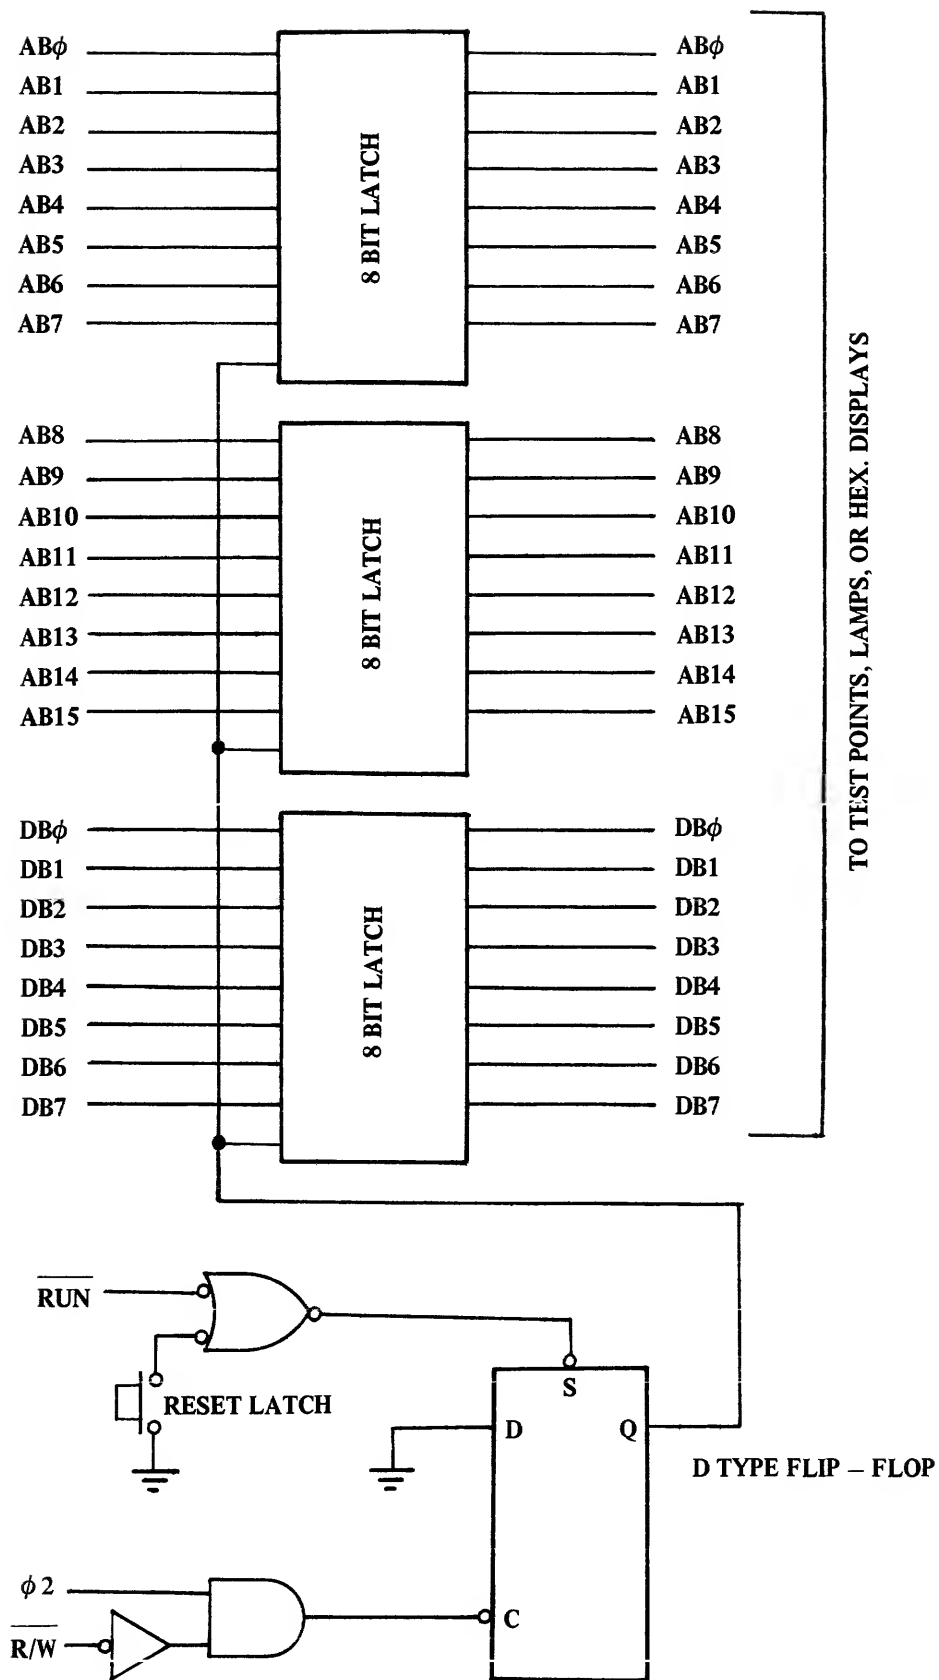 ABϕ ABϕ
AB1 AB1
AB2 AB2
AB3 AB3
AB4 AB4
AB5 AB5
AB6 AB6
AB7 AB7
8 BIT LATCH
AB8 AB8
AB9 AB9
AB10 AB10
AB11 AB11
AB12 AB12
AB13 AB13
AB14 AB14
AB15 AB15
8 BIT LATCH
DBϕ DBϕ
DB1 DB1
DB2 DB2
DB3 DB3
DB4 DB4
DB5 DB5
DB6 DB6
DB7 DB7
8 BIT LATCH
TO TEST POINTS, LAMPS, OR HEX. DISPLAYS
R̅U̅N̅
RESET LATCH
S
D Q
D TYPE FLIP – FLOP
ϕ 2
C
R̅/̅W̅